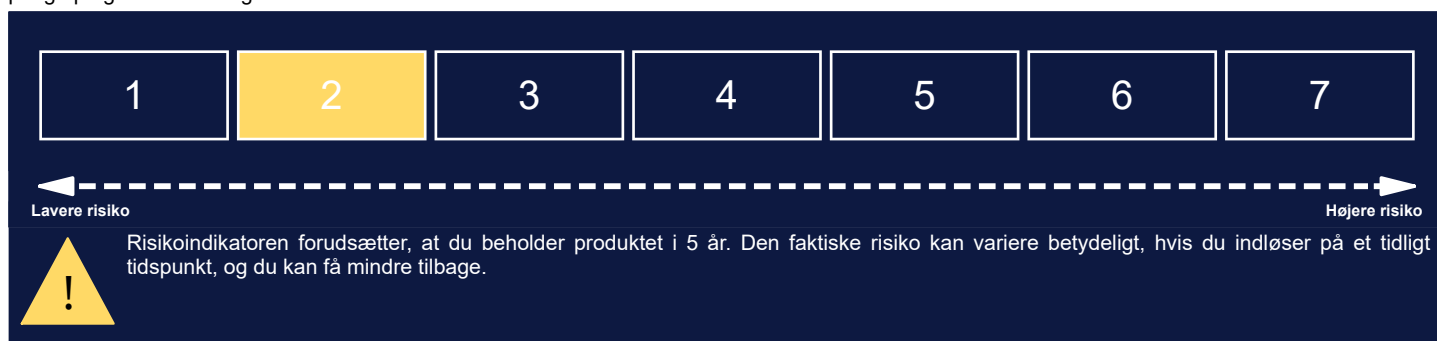 1 2 3 4 5 6 7
Lavere risiko Højere risiko
Risikoindikatoren forudsætter, at du beholder produktet i 5 år. Den faktiske risiko kan variere betydeligt, hvis du indløser på et tidligt
tidspunkt, og du kan få mindre tilbage.
!